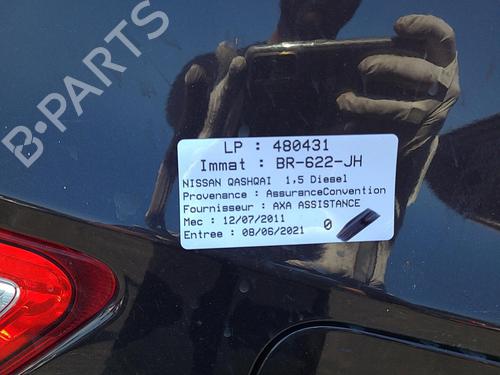 B-PARTS
LP : 480431
Immat : BR-622-JH
NISSAN QASHQAI 1,5 Diesel
Provenance : AssuranceConvention
Fournisseur : AXA ASSISTANCE
Mec : 12/07/2011
Entree : 08/06/2021 0